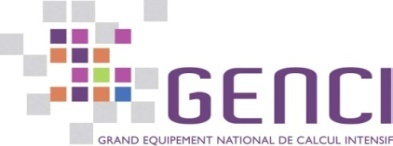 GENCI
GRAND EQUIPEMENT NATIONAL DE CALCUL INTENSIF